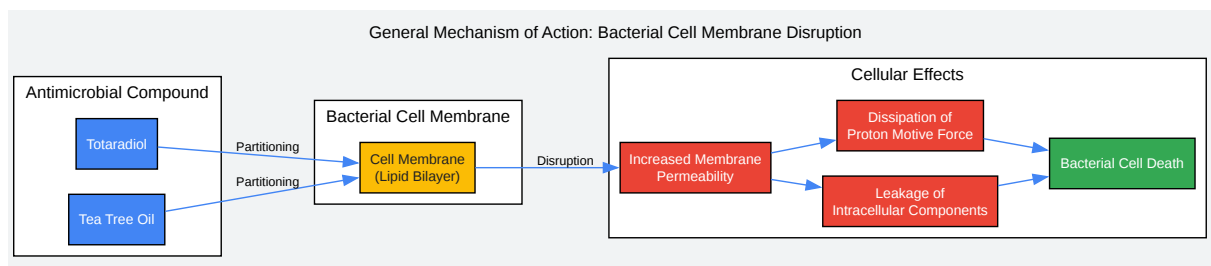 General Mechanism of Action: Bacterial Cell Membrane Disruption
Antimicrobial Compound
Totaradiol
Tea Tree Oil
Partitioning
Partitioning
Bacterial Cell Membrane
Cell Membrane
(Lipid Bilayer)
Disruption
Cellular Effects
Increased Membrane
Permeability
Dissipation of
Proton Motive Force
Leakage of
Intracellular Components
Bacterial Cell Death